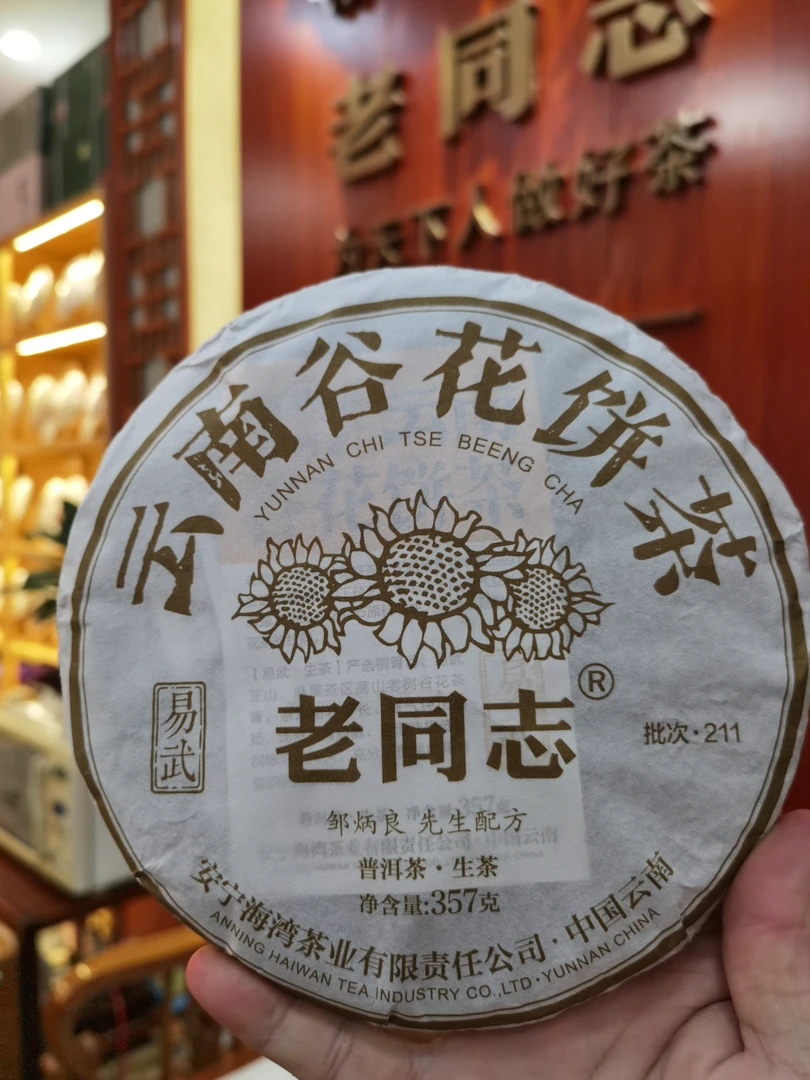 老同志
为天下人做好茶
云南谷花饼茶
YUNNAN CHI TSE BEENG CHA
老同志®
易武
批次·211
邹炳良 先生配方
普洱茶·生茶
净含量:357克
安宁海湾茶业有限责任公司·中国云南
ANNING HAIWAN TEA INDUSTRY CO.,LTD·YUNNAN CHINA